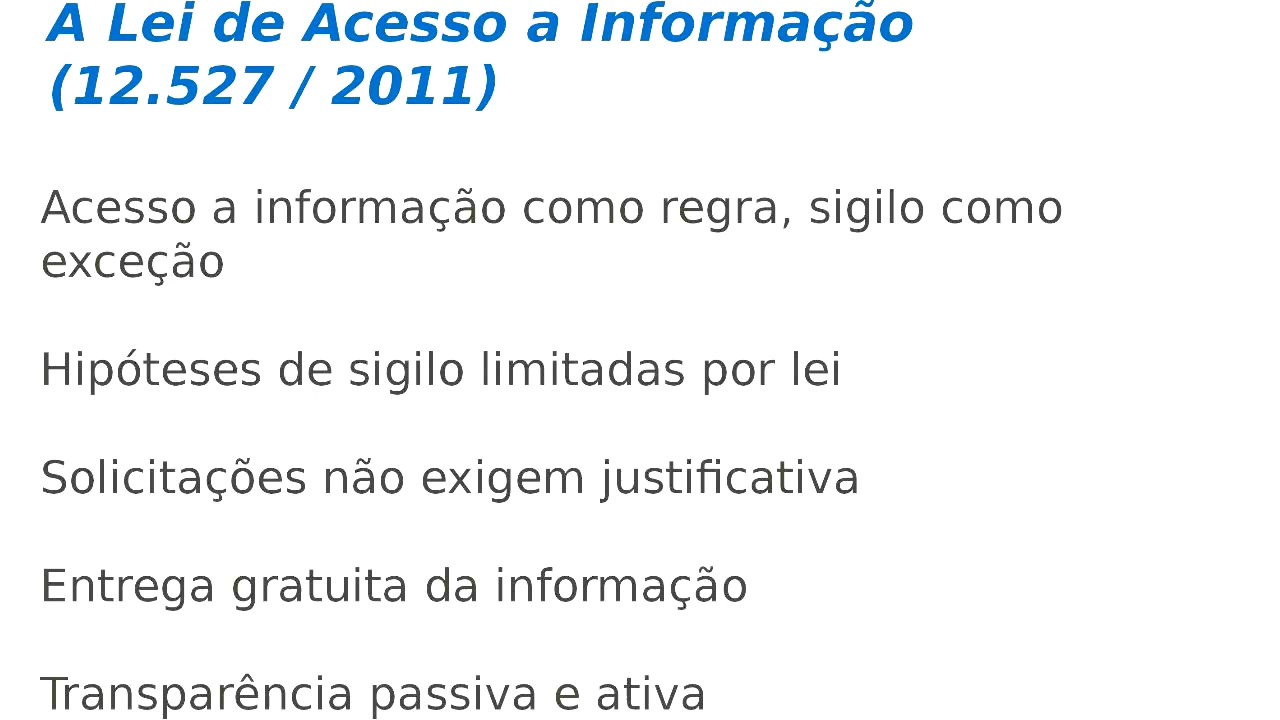 A Lei de Acesso a Informação
(12.527 / 2011)
Acesso a informação como regra, sigilo como
exceção
Hipóteses de sigilo limitadas por lei
Solicitações não exigem justificativa
Entrega gratuita da informação
Transparência passiva e ativa